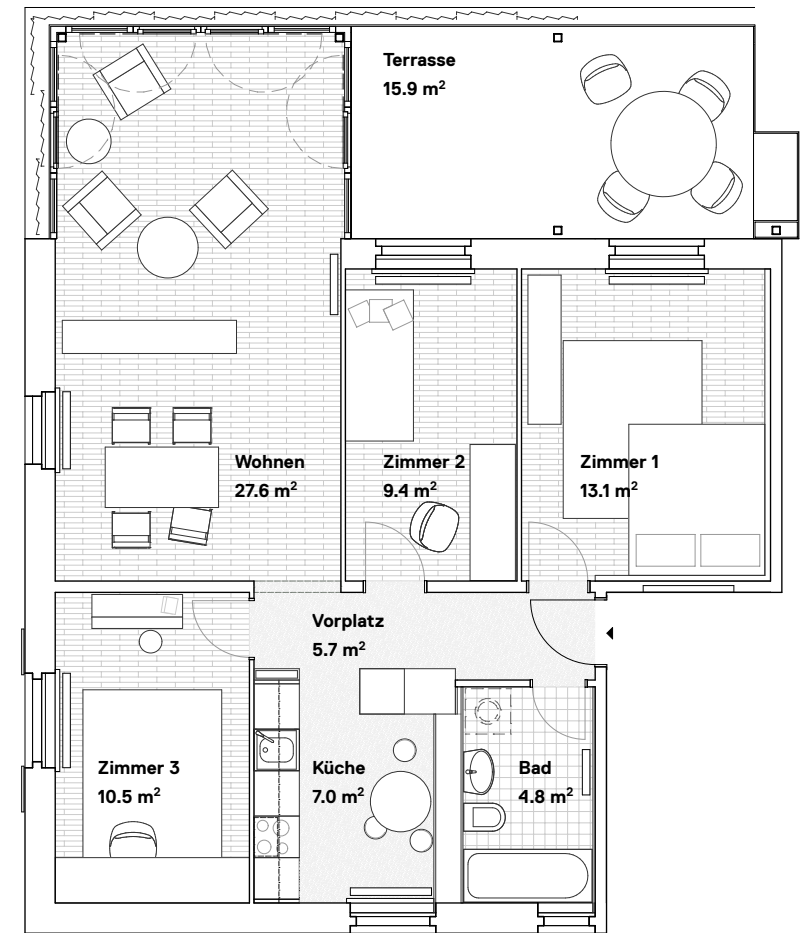 Terrasse
15.9 m²
Wohnen
27.6 m²
Zimmer 2
9.4 m²
Zimmer 1
13.1 m²
Vorplatz
5.7 m²
Zimmer 3
10.5 m²
Küche
7.0 m²
Bad
4.8 m²